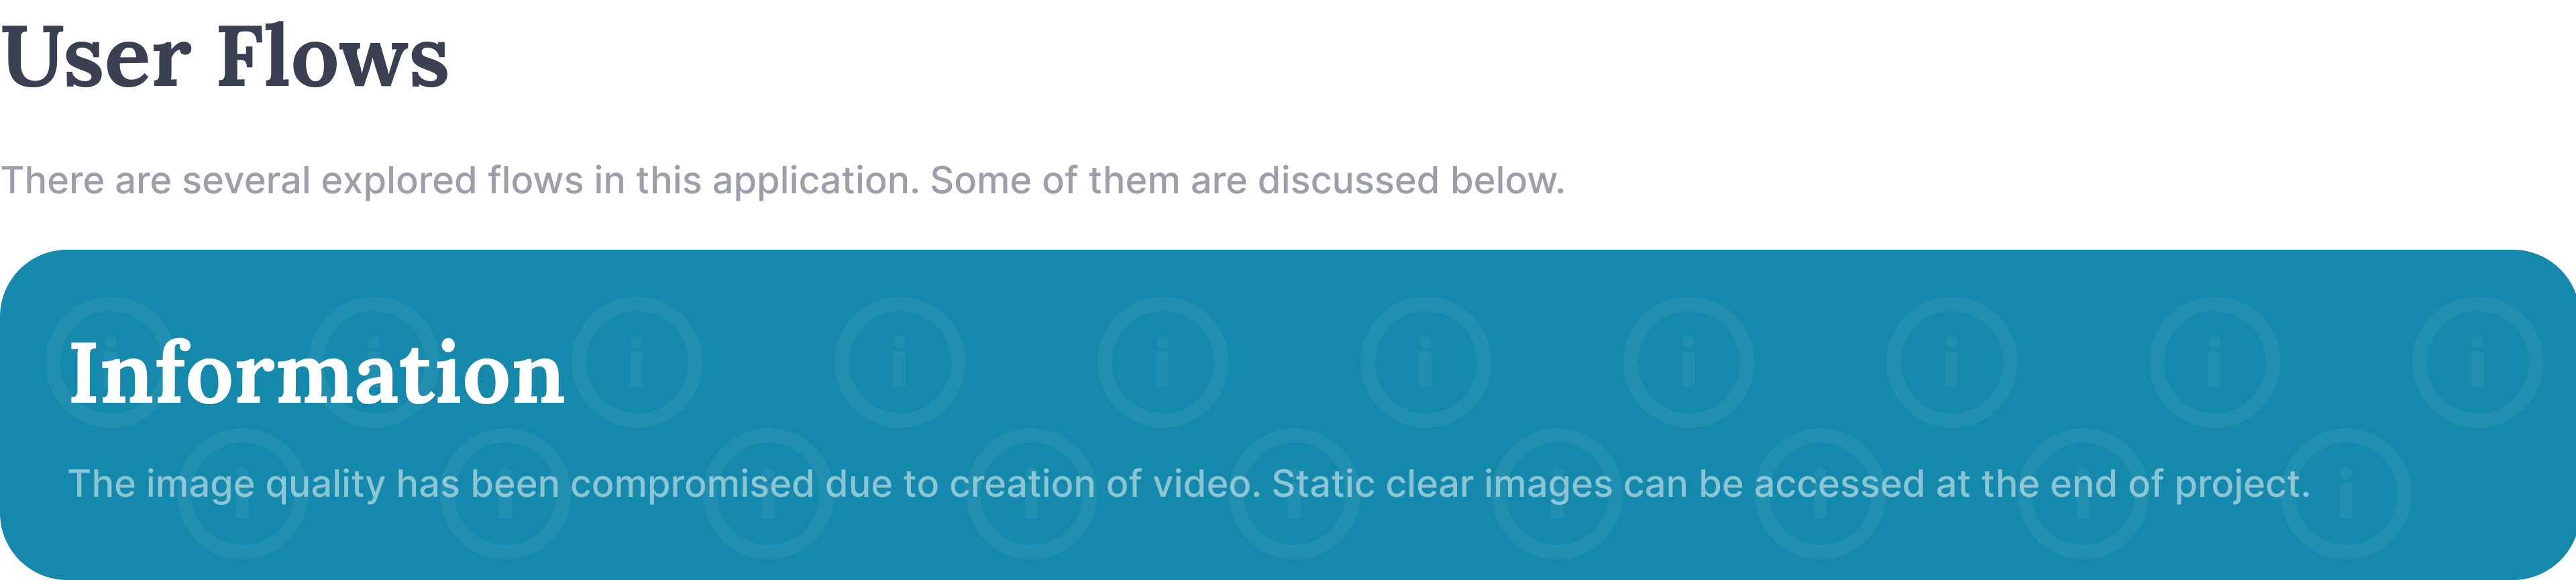 User Flows
There are several explored flows in this application. Some of them are discussed below.
Information
The image quality has been compromised due to creation of video. Static clear images can be accessed at the end of project.